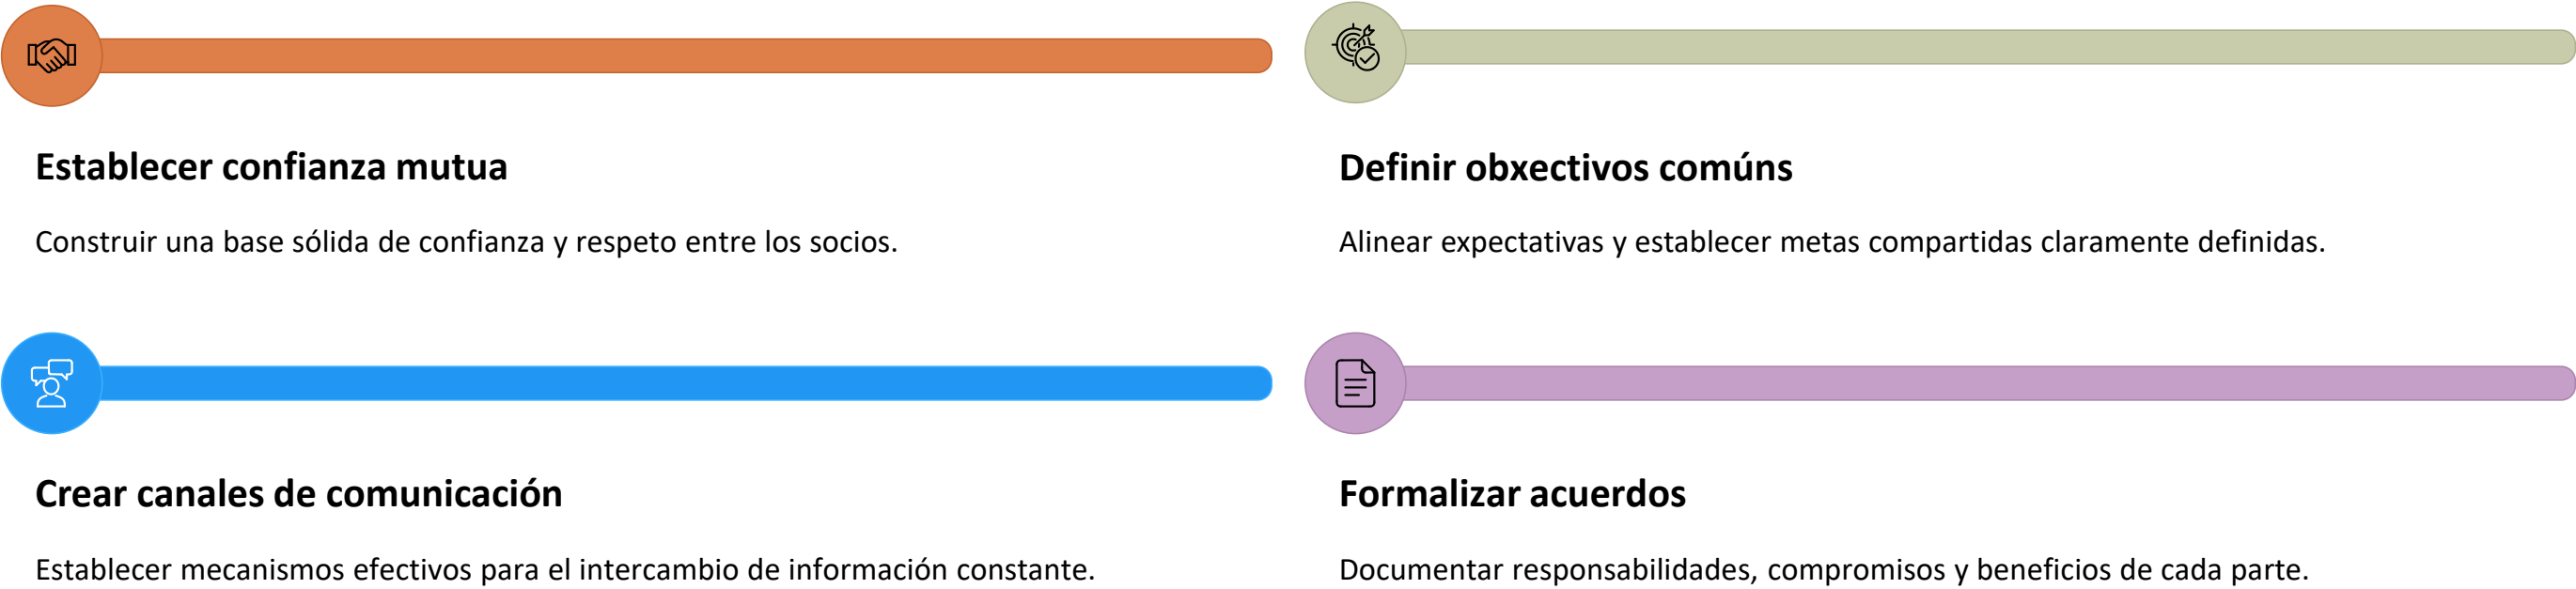 Establecer confianza mutua
Construir una base sólida de confianza y respeto entre los socios.
Definir obxectivos comúns
Alinear expectativas y establecer metas compartidas claramente definidas.
Crear canales de comunicación
Establecer mecanismos efectivos para el intercambio de información constante.
Formalizar acuerdos
Documentar responsabilidades, compromisos y beneficios de cada parte.